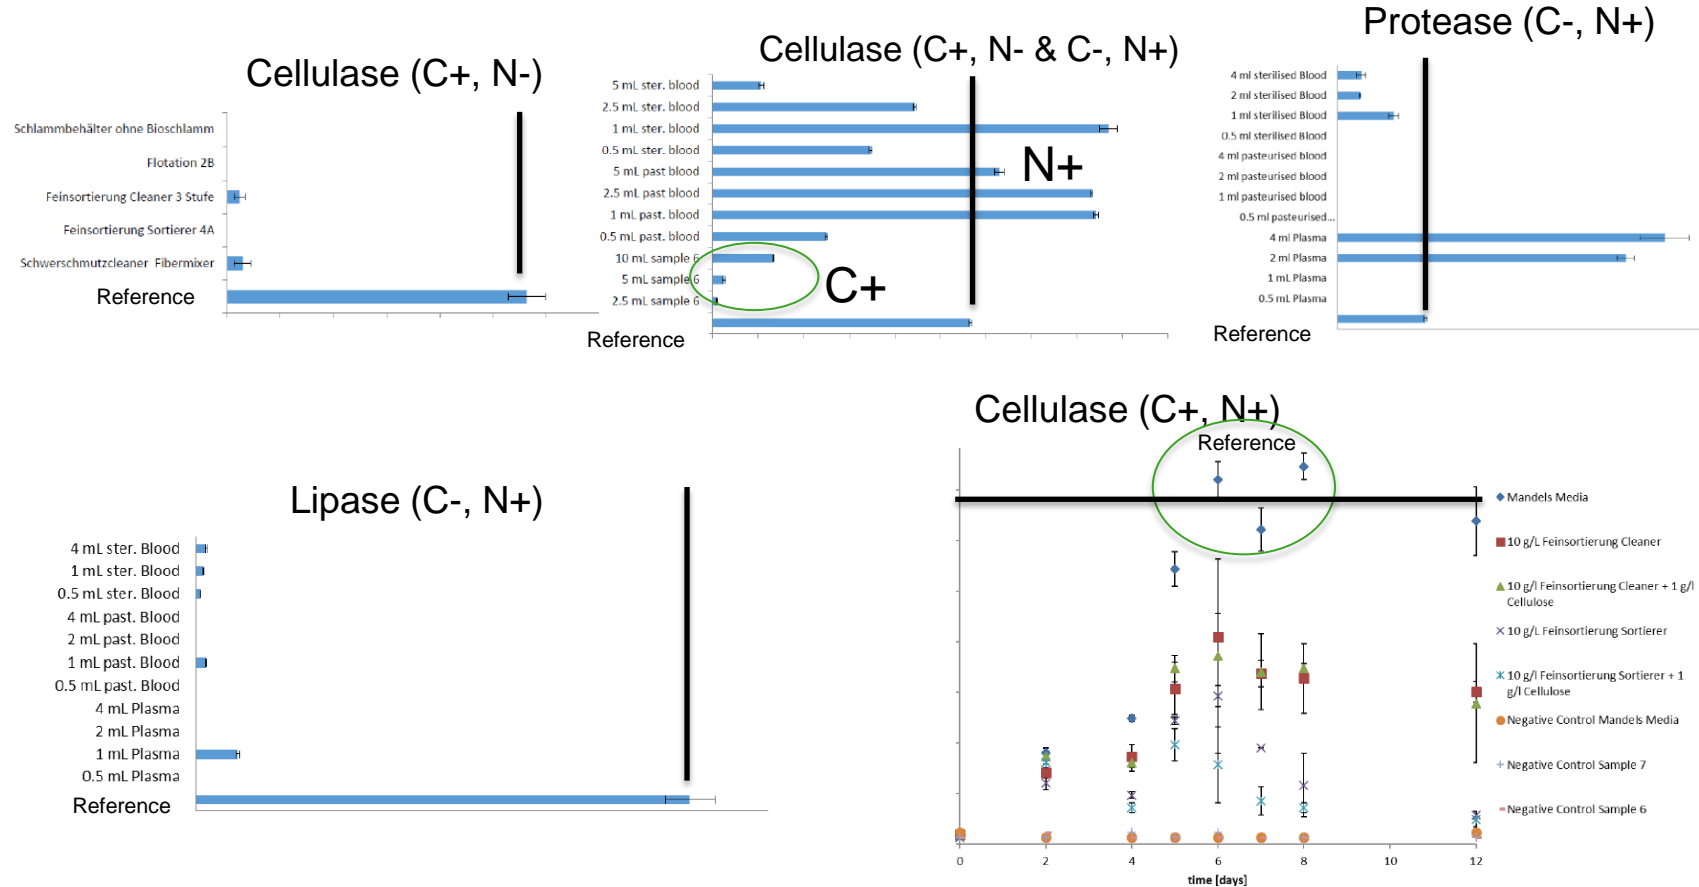 Cellulase (C+, N-)
Schlammbehälter ohne Bioschlamm
Flotation 2B
Feinsortierung Cleaner 3 Stufe
Feinsortierung Sortierer 4A
Schwerschmutzcleaner Fibermixer
Reference
Cellulase (C+, N- & C-, N+)
5 mL ster. blood
2.5 mL ster. blood
1 mL ster. blood
0.5 mL ster. blood
5 mL past blood
2.5 mL past blood
1 mL past. blood
0.5 mL past. blood
10 mL sample 6
5 mL sample 6
2.5 mL sample 6
Reference
N+
C+
Protease (C-, N+)
4 ml sterilised Blood
2 ml sterilised Blood
1 ml sterilised Blood
0.5 ml sterilised Blood
4 ml pasteurised blood
2 ml pasteurised blood
1 ml pasteurised blood
0.5 ml pasteurised...
4 ml Plasma
2 ml Plasma
1 mL Plasma
0.5 mL Plasma
Reference
Lipase (C-, N+)
4 mL ster. Blood
1 mL ster. Blood
0.5 mL ster. Blood
4 mL past. Blood
2 mL past. Blood
1 mL past. Blood
0.5 mL past. Blood
4 mL Plasma
2 mL Plasma
1 mL Plasma
0.5 mL Plasma
Reference
Cellulase (C+, N+)
Reference
Mandels Media
10 g/L Feinsortierung Cleaner
10 g/l Feinsortierung Cleaner + 1 g/l
Cellulose
10 g/L Feinsortierung Sortierer
10 g/l Feinsortierung Sortierer + 1
g/l Cellulose
Negative Control Mandels Media
Negative Control Sample 7
Negative Control Sample 6
0 2 4 6 8 10 12
time [days]